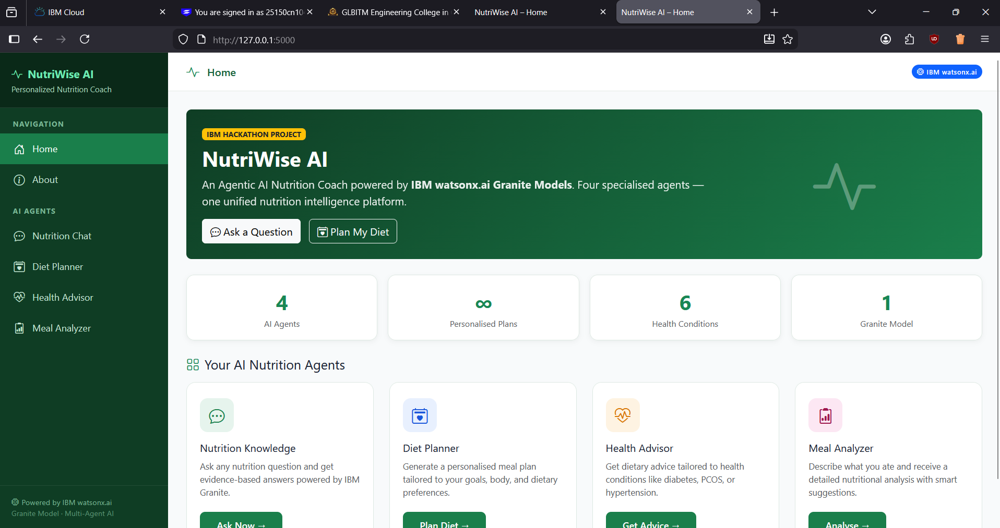 IBM Cloud
You are signed in as 25150cn10
GLBITM Engineering College in
NutriWise AI – Home
NutriWise AI – Home
http://127.0.0.1:5000
NutriWise AI
Personalized Nutrition Coach
NAVIGATION
Home
About
AI AGENTS
Nutrition Chat
Diet Planner
Health Advisor
Meal Analyzer
Powered by IBM watsonx.ai
Granite Model · Multi-Agent AI
Home
IBM watsonx.ai
IBM HACKATHON PROJECT
NutriWise AI
An Agentic AI Nutrition Coach powered by IBM watsonx.ai Granite Models. Four specialised agents —
one unified nutrition intelligence platform.
Ask a Question
Plan My Diet
4
AI Agents
∞
Personalised Plans
6
Health Conditions
1
Granite Model
Your AI Nutrition Agents
Nutrition Knowledge
Ask any nutrition question and get
evidence-based answers powered by IBM
Granite.
Ask Now →
Diet Planner
Generate a personalised meal plan
tailored to your goals, body, and dietary
preferences.
Plan Diet →
Health Advisor
Get dietary advice tailored to health
conditions like diabetes, PCOS, or
hypertension.
Get Advice →
Meal Analyzer
Describe what you ate and receive a
detailed nutritional analysis with smart
suggestions.
Analyse →